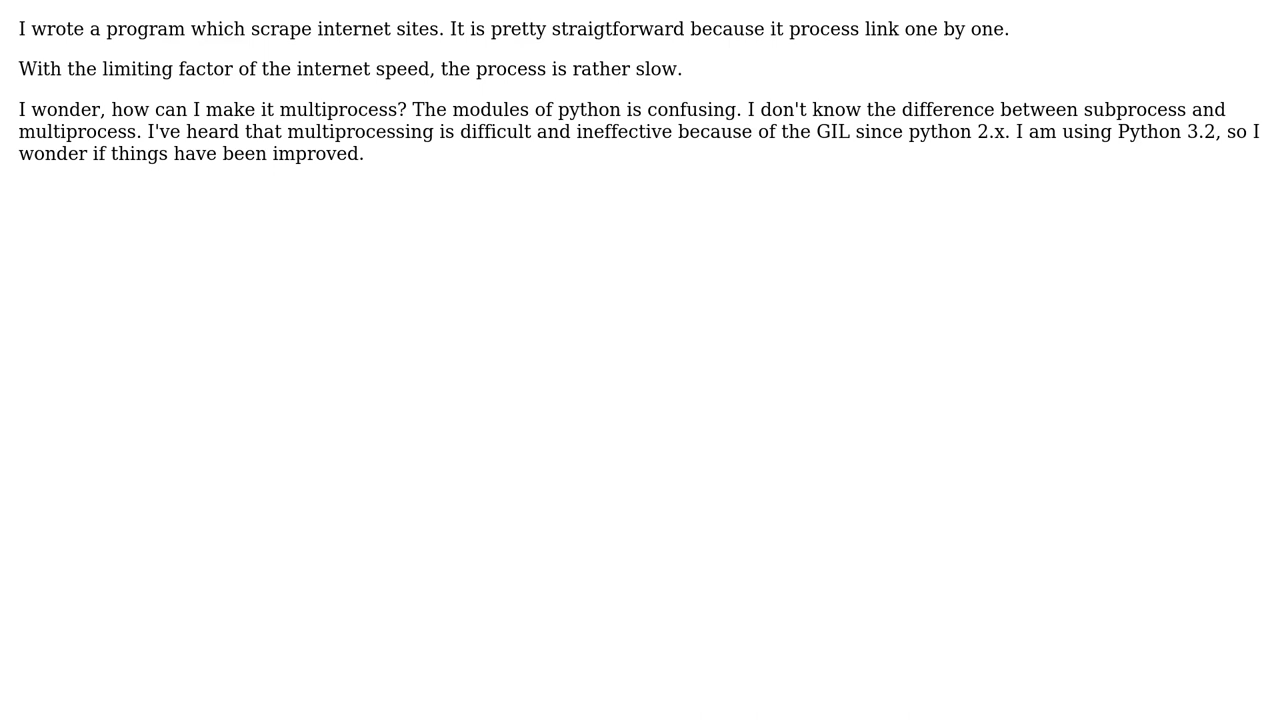 I wrote a program which scrape internet sites. It is pretty straigtforward because it process link one by one.
With the limiting factor of the internet speed, the process is rather slow.
I wonder, how can I make it multiprocess? The modules of python is confusing. I don't know the difference between subprocess and
multiprocess. I've heard that multiprocessing is difficult and ineffective because of the GIL since python 2.x. I am using Python 3.2, so I
wonder if things have been improved.